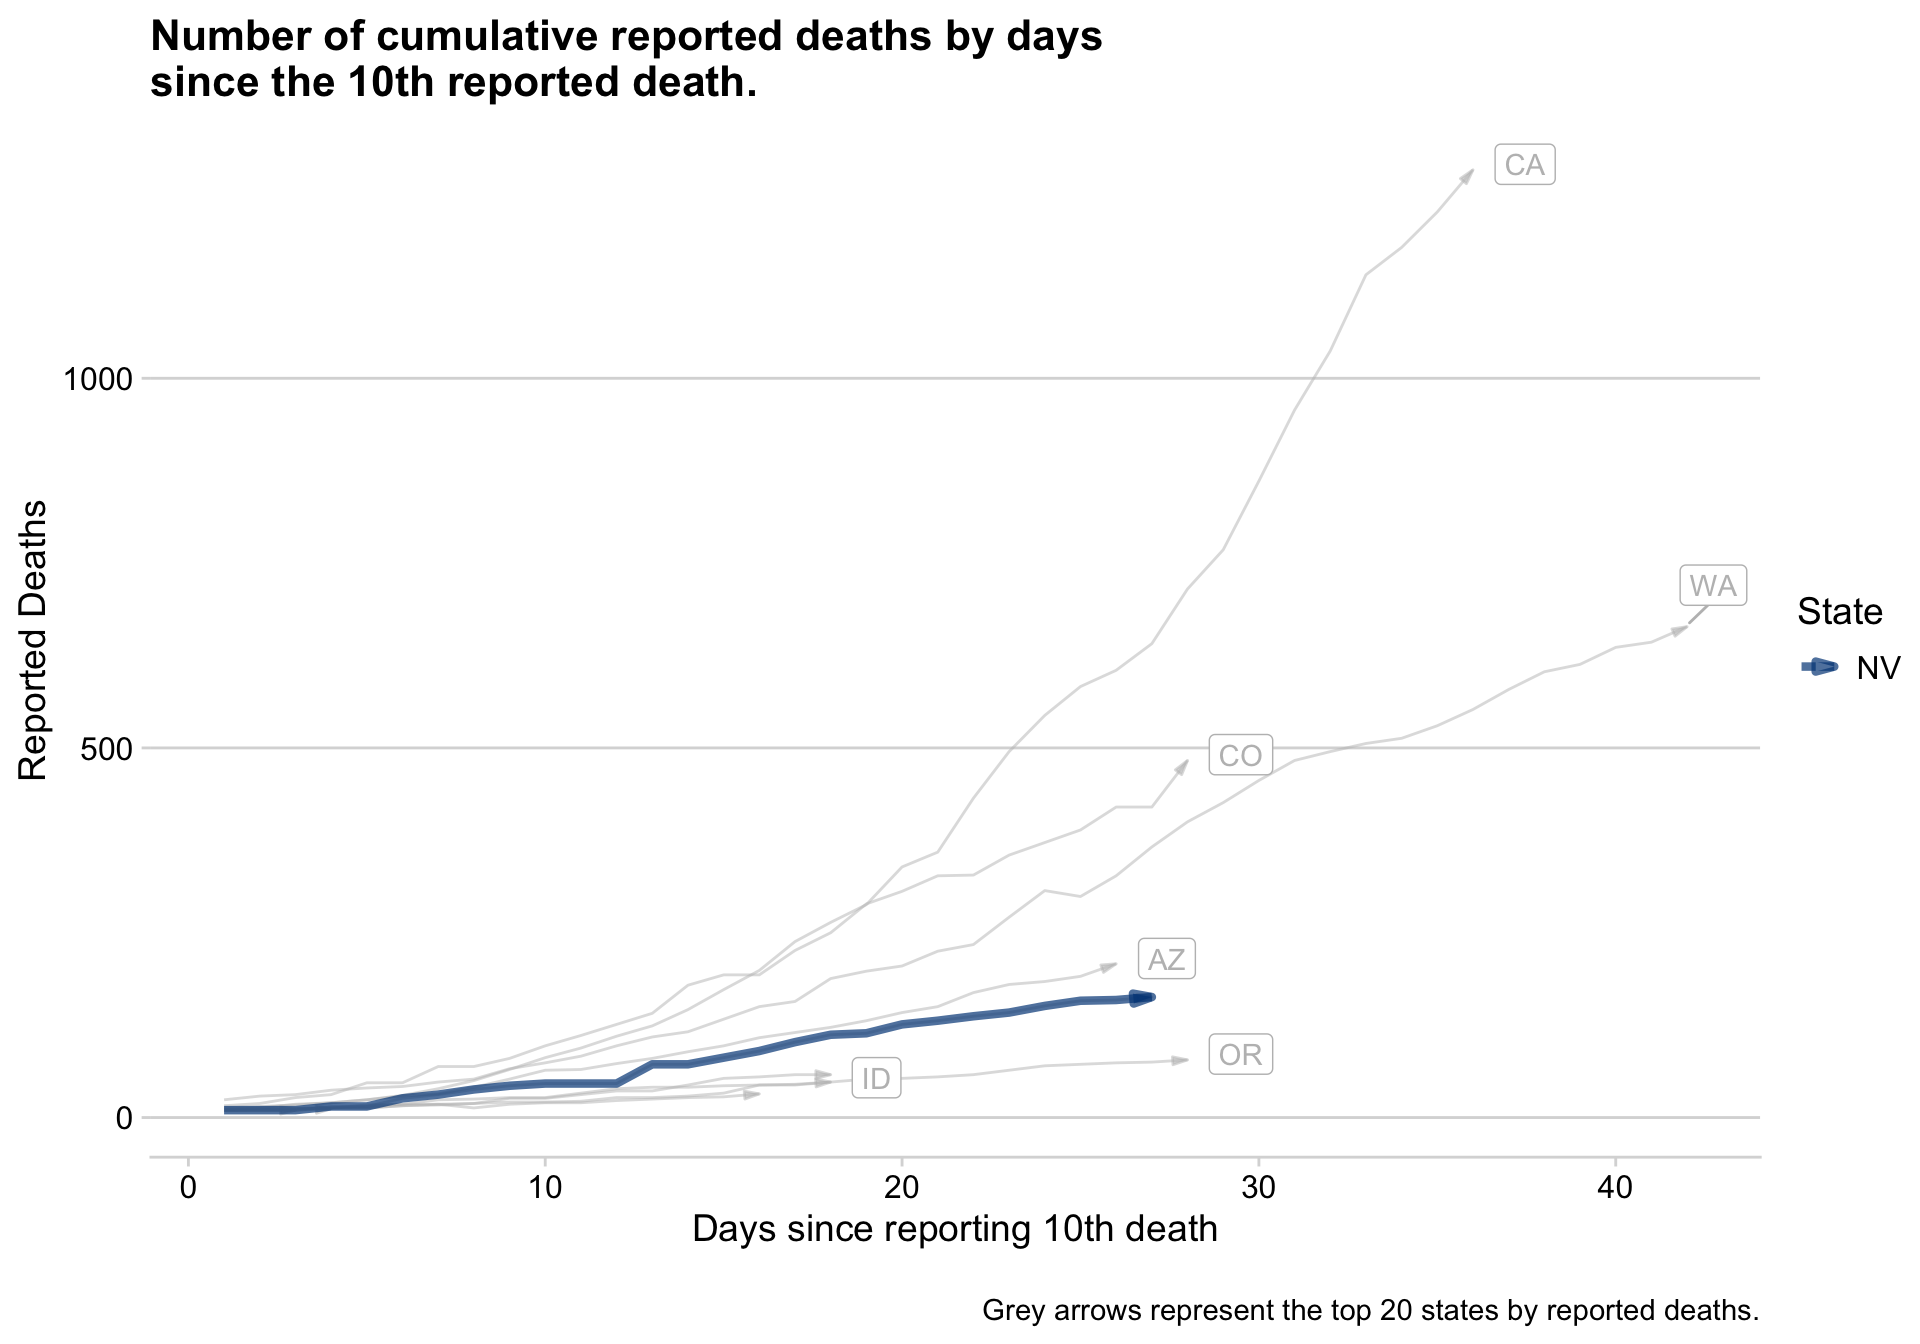 Number of cumulative reported deaths by days
since the 10th reported death.
CA
1000
WA
Reported Deaths
State
NV
500
CO
AZ
OR
ID
0
0 10 20 30 40
Days since reporting 10th death
Grey arrows represent the top 20 states by reported deaths.